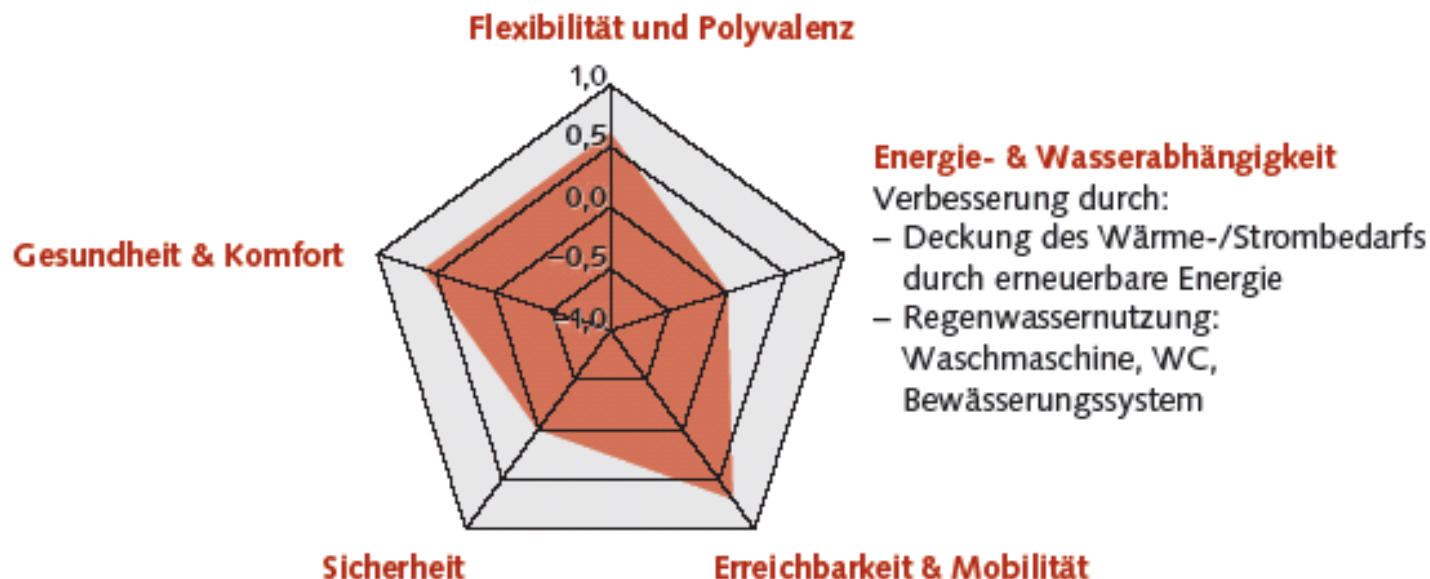 Flexibilität und Polyvalenz
1,0
0,5
0,0
–0,5
–1,0
Energie- & Wasserabhängigkeit
Verbesserung durch:
– Deckung des Wärme-/Strombedarfs
durch erneuerbare Energie
– Regenwassernutzung:
Waschmaschine, WC,
Bewässerungssystem
Gesundheit & Komfort
Sicherheit
Erreichbarkeit & Mobilität